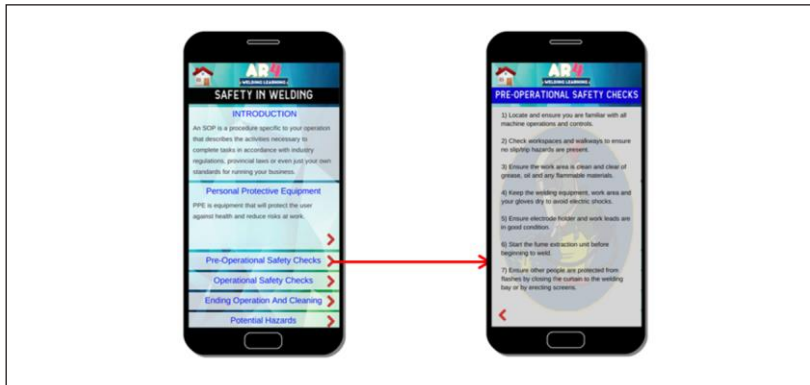 AR4
WELDING LEARNING
SAFETY IN WELDING
INTRODUCTION
An SOP is a procedure specific to your operation
that describes the activities necessary to
complete tasks in accordance with industry
regulations, provincial laws or even just your own
standards for running your business.
Personal Protective Equipment
PPE is equipment that will protect the user
against health and reduce risks at work.
Pre-Operational Safety Checks
Operational Safety Checks
Ending Operation And Cleaning
Potential Hazards
AR4
WELDING LEARNING
PRE-OPERATIONAL SAFETY CHECKS
1) Locate and ensure you are familiar with all
machine operations and controls.
2) Check workspaces and walkways to ensure
no slip/trip hazards are present.
3) Ensure the work area is clean and clear of
grease, oil and any flammable materials.
4) Keep the welding equipment, work area and
your gloves dry to avoid electric shocks.
5) Ensure electrode holder and work leads are
in good condition.
6) Start the fume extraction unit before
beginning to weld.
7) Ensure other people are protected from
flashes by closing the curtain to the welding
bay or by erecting screens.